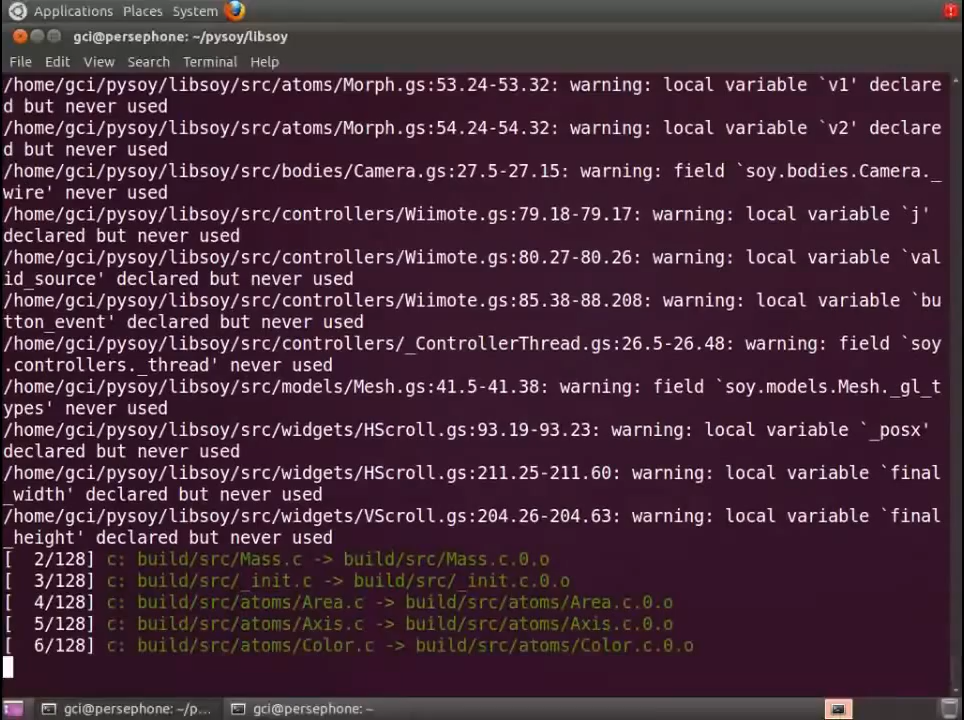 Applications Places System
gci@persephone: ~/pysoy/libsoy
File Edit View Search Terminal Help
/home/gci/pysoy/libsoy/src/atoms/Morph.gs:53.24-53.32: warning: local variable `v1' declare
d but never used
/home/gci/pysoy/libsoy/src/atoms/Morph.gs:54.24-54.32: warning: local variable `v2' declare
d but never used
/home/gci/pysoy/libsoy/src/bodies/Camera.gs:27.5-27.15: warning: field `soy.bodies.Camera._
wire' never used
/home/gci/pysoy/libsoy/src/controllers/Wiimote.gs:79.18-79.17: warning: local variable `j'
declared but never used
/home/gci/pysoy/libsoy/src/controllers/Wiimote.gs:80.27-80.26: warning: local variable `val
id_source' declared but never used
/home/gci/pysoy/libsoy/src/controllers/Wiimote.gs:85.38-88.208: warning: local variable `bu
tton_event' declared but never used
/home/gci/pysoy/libsoy/src/controllers/_ControllerThread.gs:26.5-26.48: warning: field `soy
.controllers._thread' never used
/home/gci/pysoy/libsoy/src/models/Mesh.gs:41.5-41.38: warning: field `soy.models.Mesh._gl_t
ypes' never used
/home/gci/pysoy/libsoy/src/widgets/HScroll.gs:93.19-93.23: warning: local variable `_posx'
declared but never used
/home/gci/pysoy/libsoy/src/widgets/HScroll.gs:211.25-211.60: warning: local variable `final
_width' declared but never used
/home/gci/pysoy/libsoy/src/widgets/VScroll.gs:204.26-204.63: warning: local variable `final
_height' declared but never used
[  2/128] c: build/src/Mass.c -> build/src/Mass.c.0.o
[  3/128] c: build/src/_init.c -> build/src/_init.c.0.o
[  4/128] c: build/src/atoms/Area.c -> build/src/atoms/Area.c.0.o
[  5/128] c: build/src/atoms/Axis.c -> build/src/atoms/Axis.c.0.o
[  6/128] c: build/src/atoms/Color.c -> build/src/atoms/Color.c.0.o
gci@persephone: ~/p... gci@persephone: ~